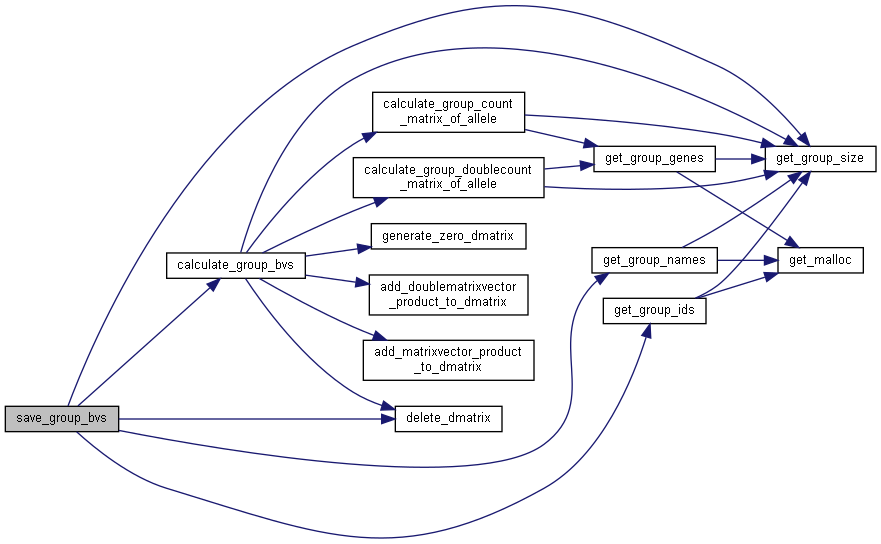 calculate_group_count
_matrix_of_allele
calculate_group_doublecount
_matrix_of_allele
get_group_genes
get_group_size
generate_zero_dmatrix
calculate_group_bvs
get_group_names
get_malloc
add_doublematrixvector
_product_to_dmatrix
get_group_ids
add_matrixvector_product
_to_dmatrix
save_group_bvs
delete_dmatrix